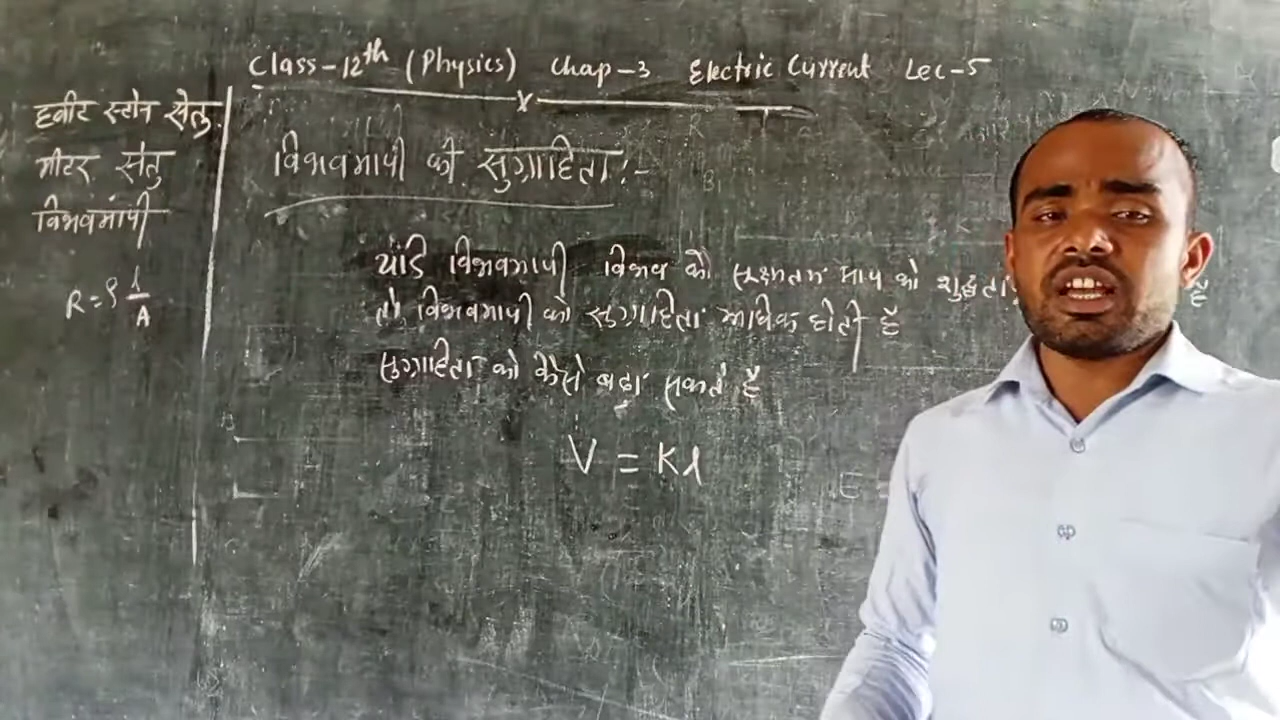 Class-12th (Physics) Chap-3 Electric Current Lec-5
हवीट स्टोन सेतु
मीटर सेतु
विभवमापी
R = ρ l/A
विभवमापी की सुग्राहिता :-
यदि विभवमापी विभव के सूक्ष्मतम माप को शुद्धता है
तो विभवमापी की सुग्राहिता अधिक होती है
सुग्राहिता को कैसे बढ़ा सकते हैं
V = Kl